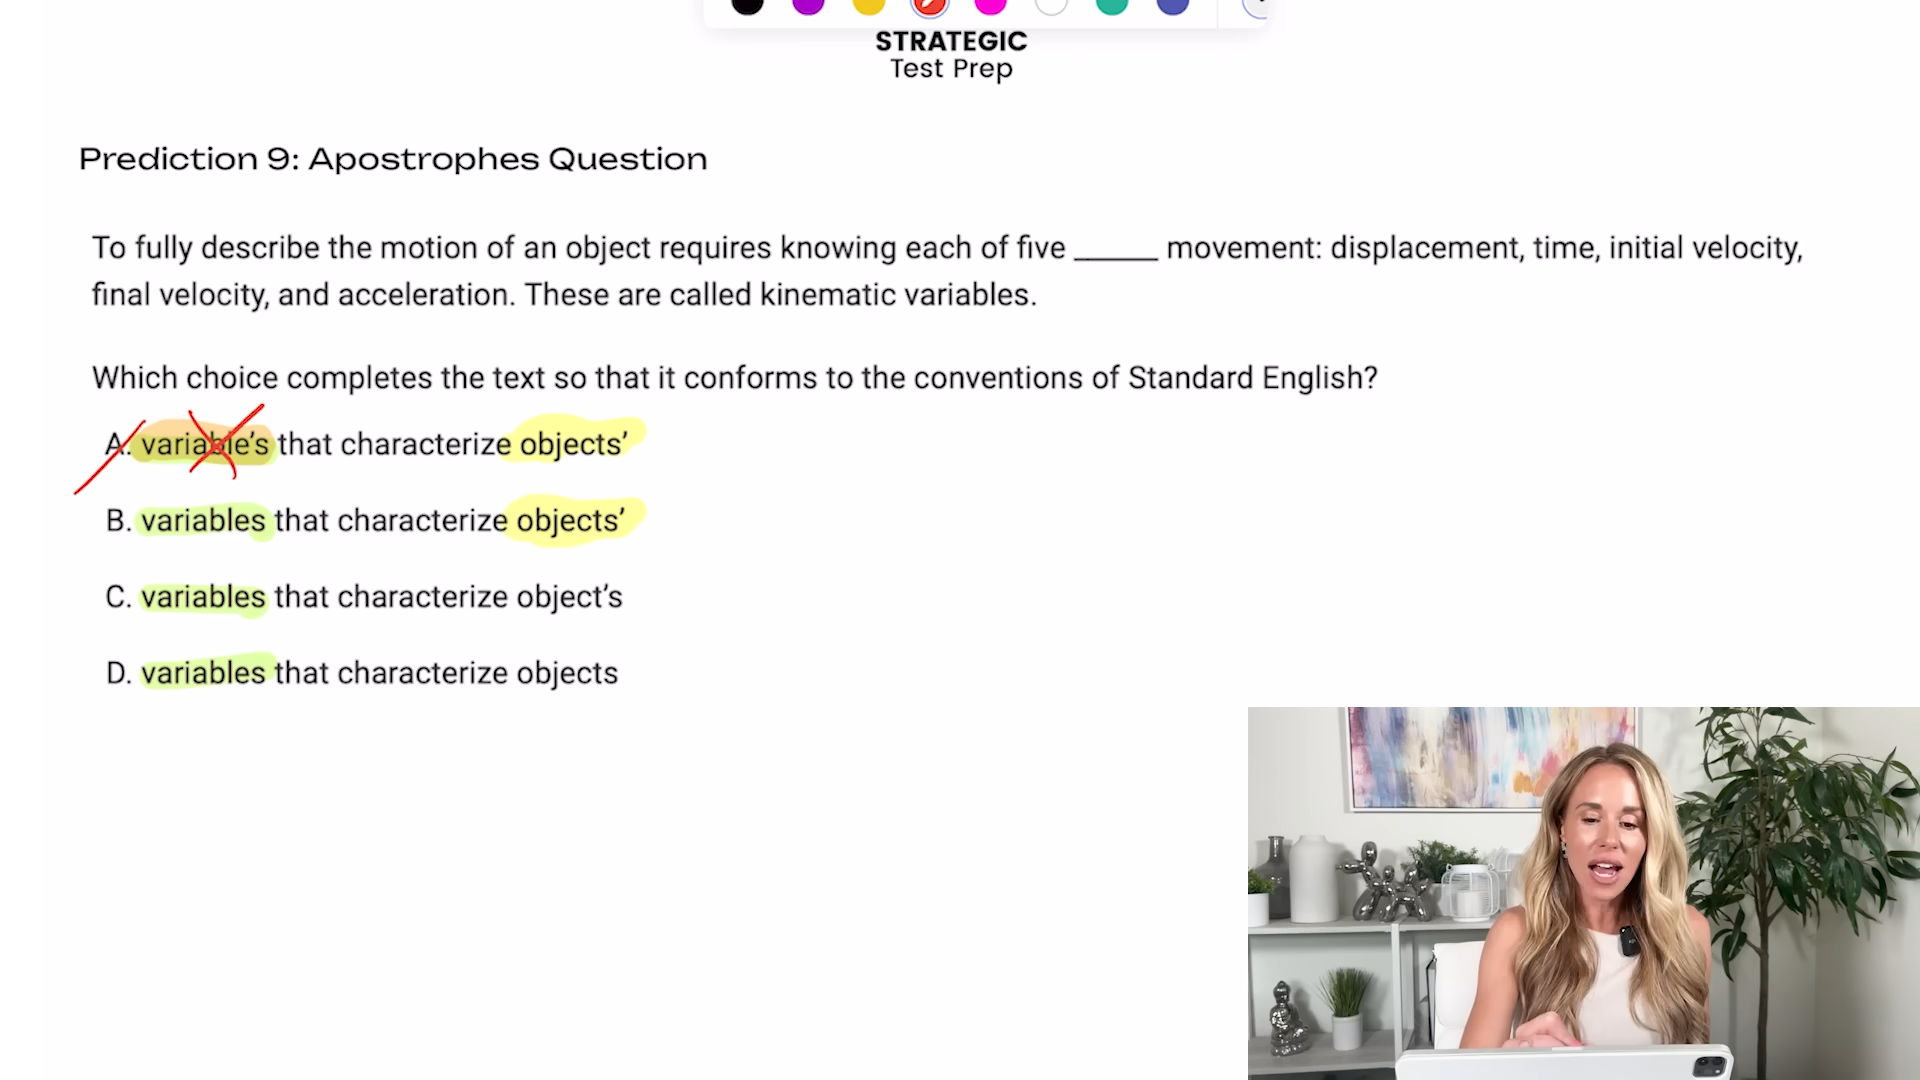 STRATEGIC
Test Prep
Prediction 9: Apostrophes Question
To fully describe the motion of an object requires knowing each of five ______ movement: displacement, time, initial velocity,
final velocity, and acceleration. These are called kinematic variables.
Which choice completes the text so that it conforms to the conventions of Standard English?
A. variable’s that characterize objects’
B. variables that characterize objects’
C. variables that characterize object’s
D. variables that characterize objects